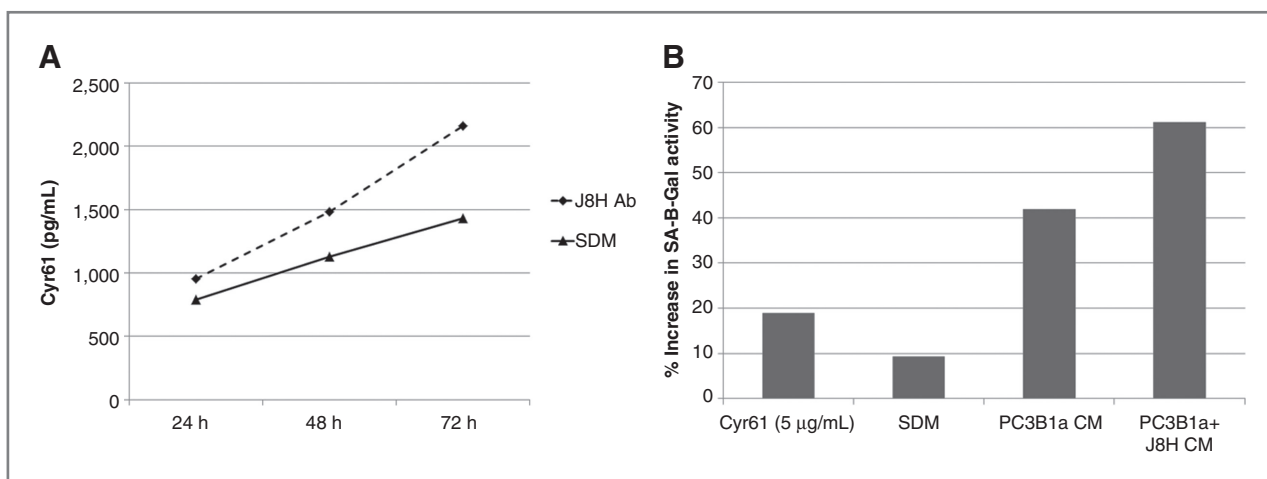 A
Cyr61 (pg/mL)
2,500
2,000
1,500
1,000
500
0
24 h
48 h
72 h
J8H Ab
SDM
B
% Increase in SA-B-Gal activity
70
60
50
40
30
20
10
0
Cyr61 (5 μg/mL)
SDM
PC3B1a CM
PC3B1a+
J8H CM